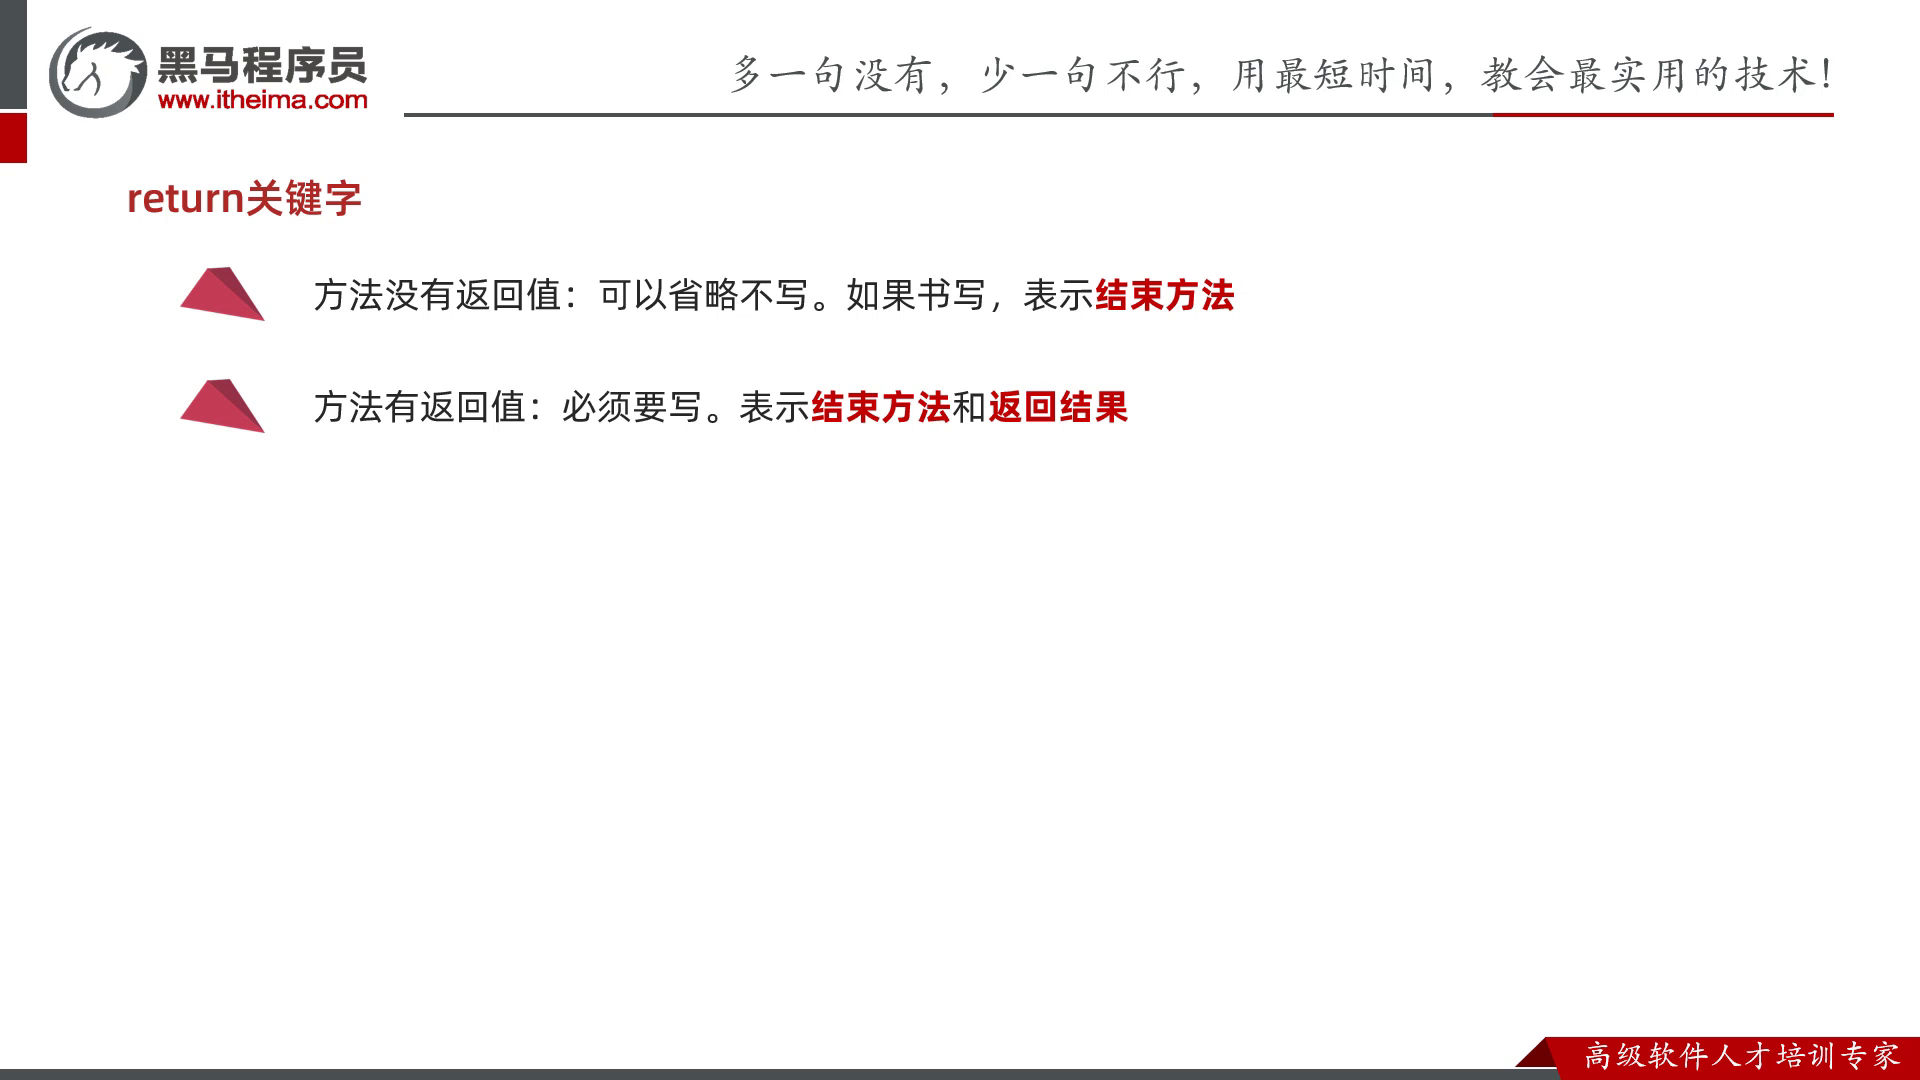 黑马程序员
www.itheima.com
多一句没有，少一句不行，用最短时间，教会最实用的技术！
return关键字
方法没有返回值：可以省略不写。如果书写，表示结束方法
方法有返回值：必须要写。表示结束方法和返回结果
高级软件人才培训专家